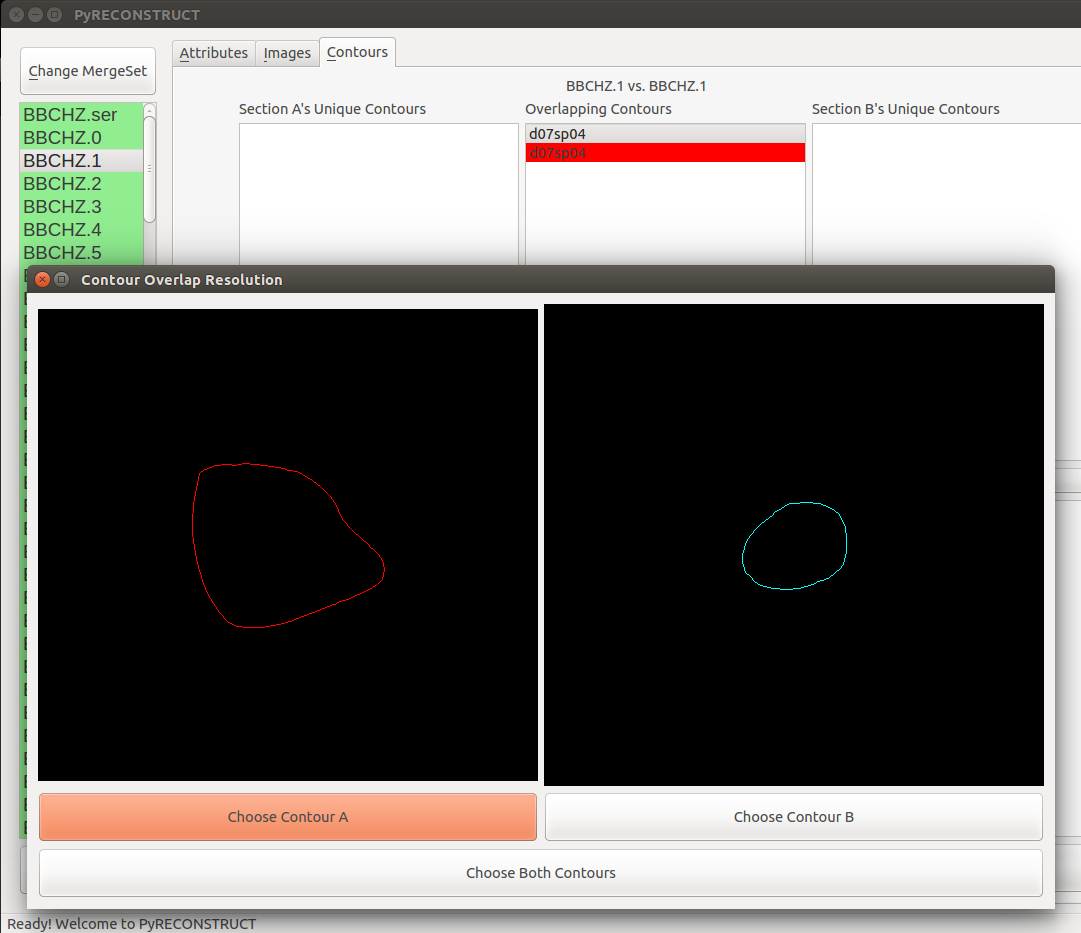 PyRECONSTRUCT
Change MergeSet
Attributes
Images
Contours
BBCHZ.1 vs. BBCHZ.1
Section A's Unique Contours
Overlapping Contours
Section B's Unique Contours
BBCHZ.ser
BBCHZ.0
BBCHZ.1
BBCHZ.2
BBCHZ.3
BBCHZ.4
BBCHZ.5
d07sp04
d07sp04
Contour Overlap Resolution
Choose Contour A
Choose Contour B
Choose Both Contours
Ready! Welcome to PyRECONSTRUCT